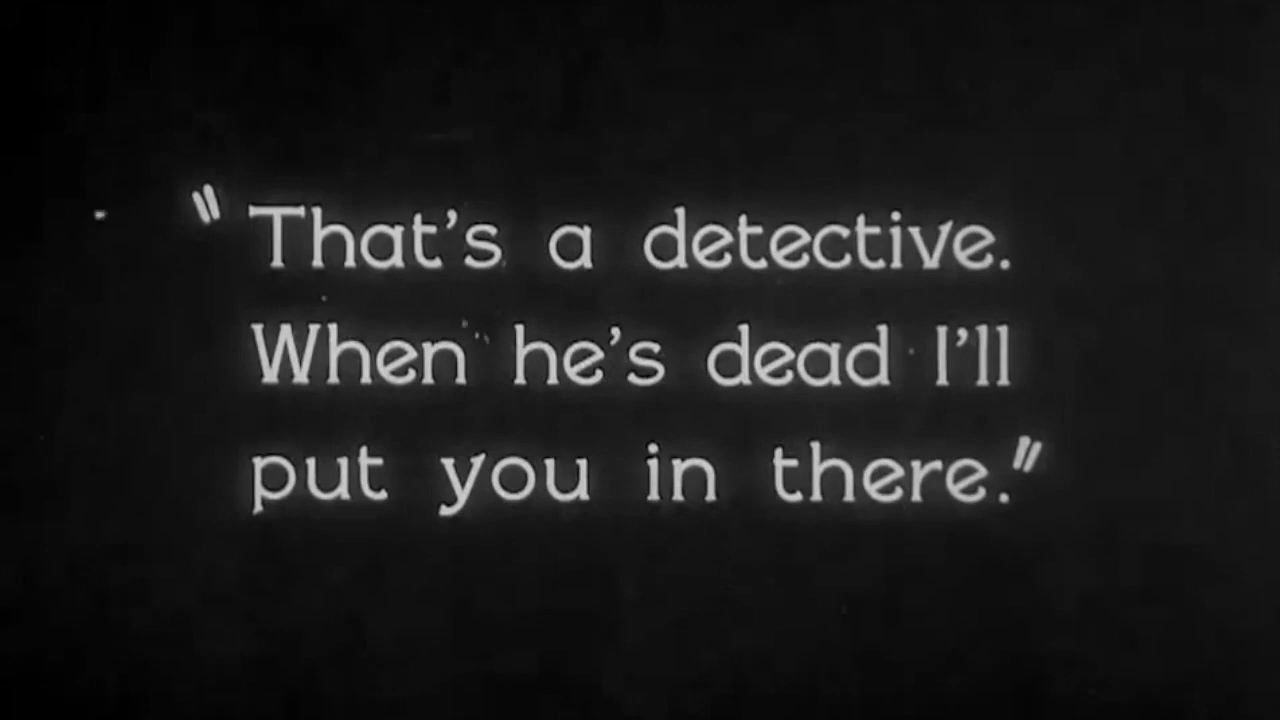 "That's a detective.
When he's dead I'll
put you in there."